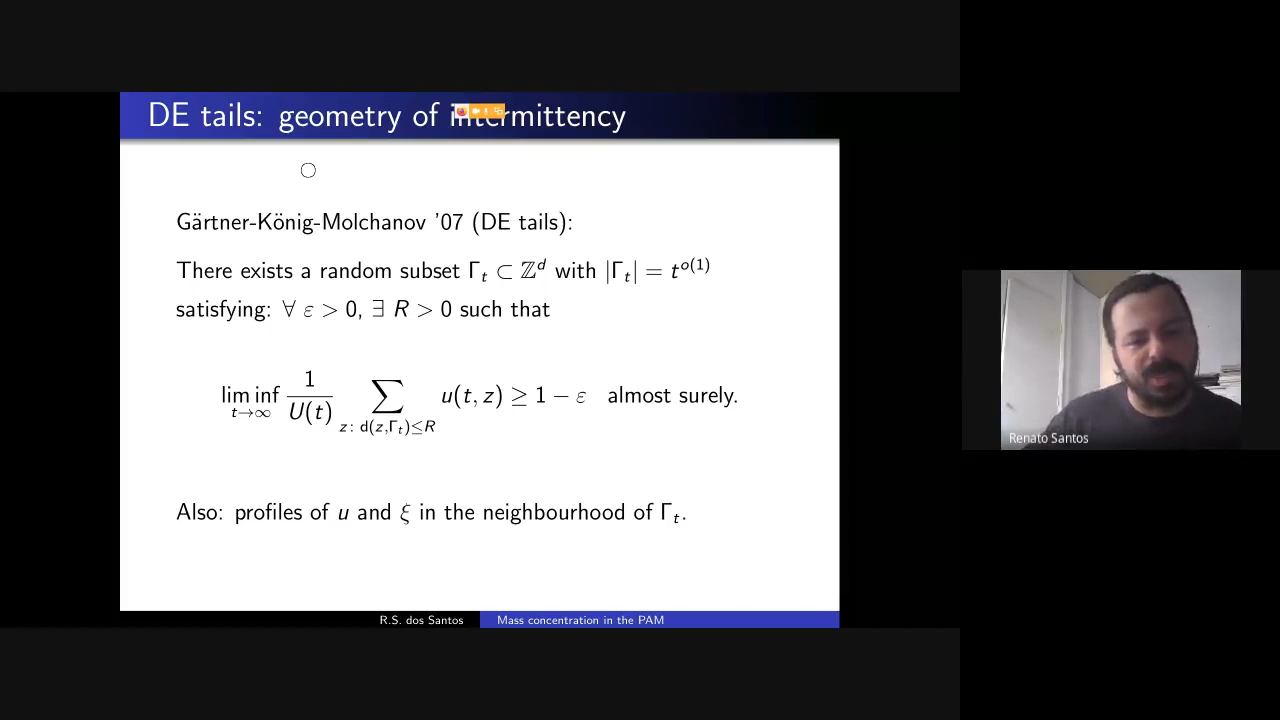 DE tails: geometry of intermittency
Gärtner-König-Molchanov '07 (DE tails):
There exists a random subset Γ_t ⊂ ℤ^d with |Γ_t| = t^{o(1)}
satisfying: ∀ ε > 0, ∃ R > 0 such that
lim inf_{t→∞} 1/U(t) ∑_{z: d(z,Γ_t)≤R} u(t, z) ≥ 1 − ε almost surely.
Also: profiles of u and ξ in the neighbourhood of Γ_t.
Renato Santos
R.S. dos Santos Mass concentration in the PAM